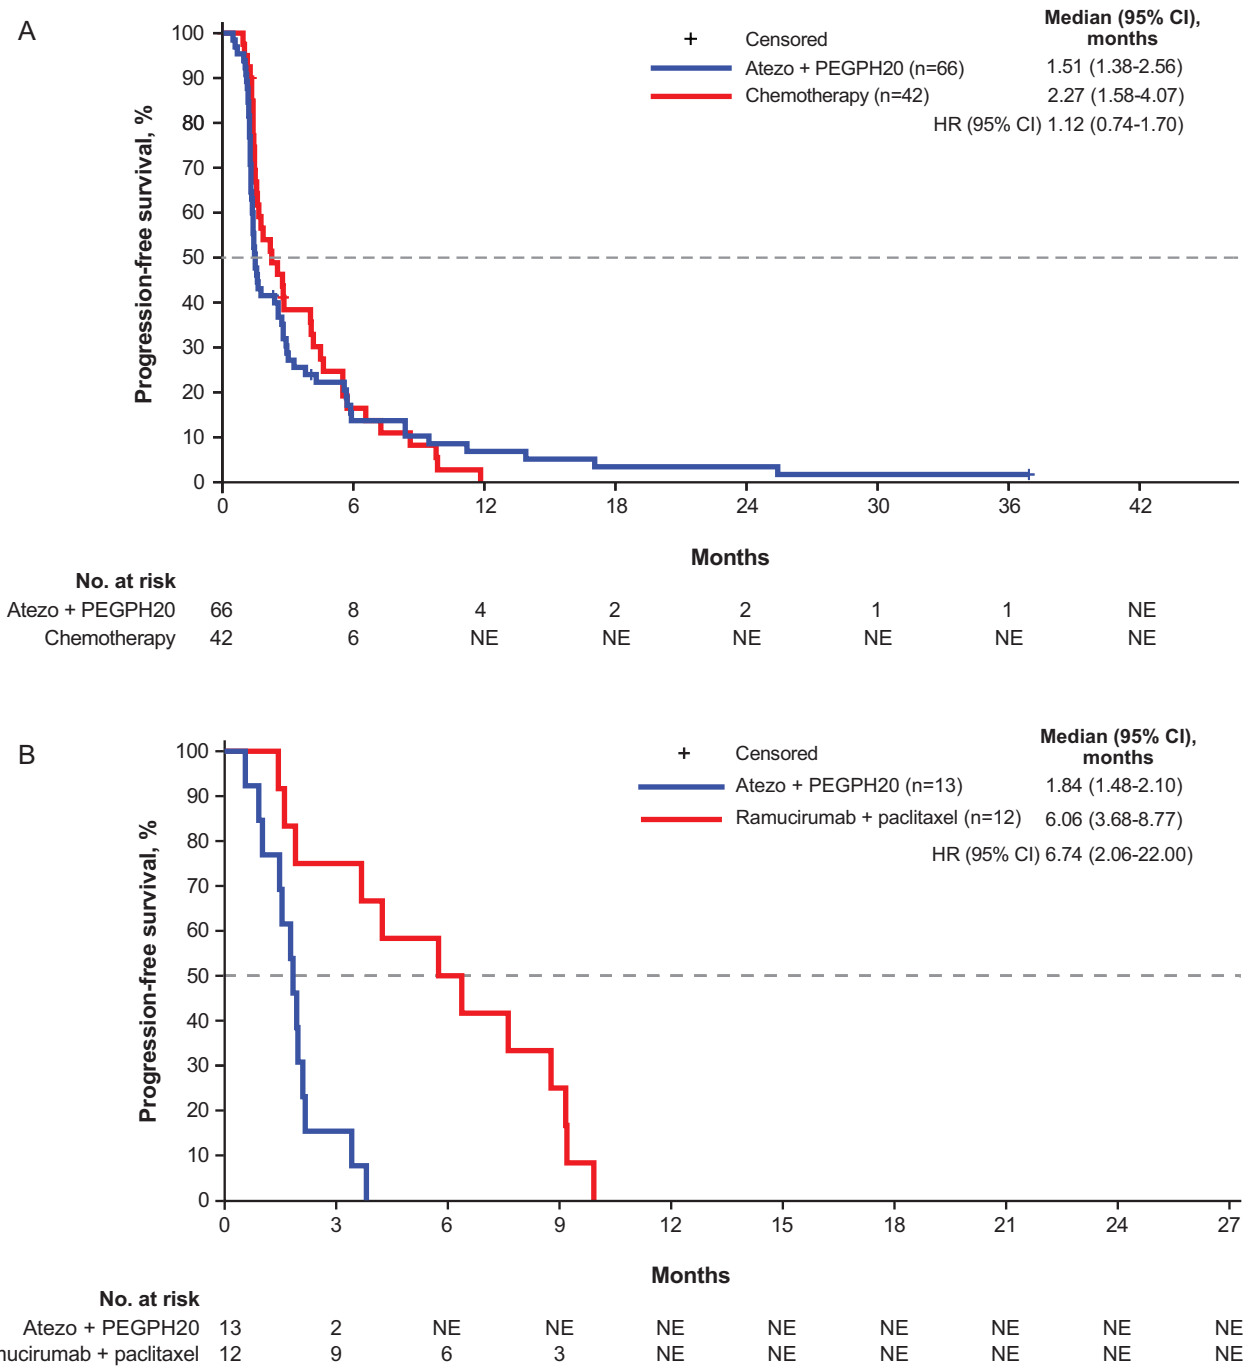 A
Median (95% CI),
months
+ Censored
Atezo + PEGPH20 (n=66) 1.51 (1.38-2.56)
Chemotherapy (n=42) 2.27 (1.58-4.07)
HR (95% CI) 1.12 (0.74-1.70)
Progression-free survival, %
100
90
80
70
60
50
40
30
20
10
0
0 6 12 18 24 30 36 42
Months
No. at risk
Atezo + PEGPH20 66 8 4 2 2 1 1 NE
Chemotherapy 42 6 NE NE NE NE NE NE
B
Median (95% CI),
months
+ Censored
Atezo + PEGPH20 (n=13) 1.84 (1.48-2.10)
Ramucirumab + paclitaxel (n=12) 6.06 (3.68-8.77)
HR (95% CI) 6.74 (2.06-22.00)
Progression-free survival, %
100
90
80
70
60
50
40
30
20
10
0
0 3 6 9 12 15 18 21 24 27
Months
No. at risk
Atezo + PEGPH20 13 2 NE NE NE NE NE NE NE NE
mucirumab + paclitaxel 12 9 6 3 NE NE NE NE NE NE